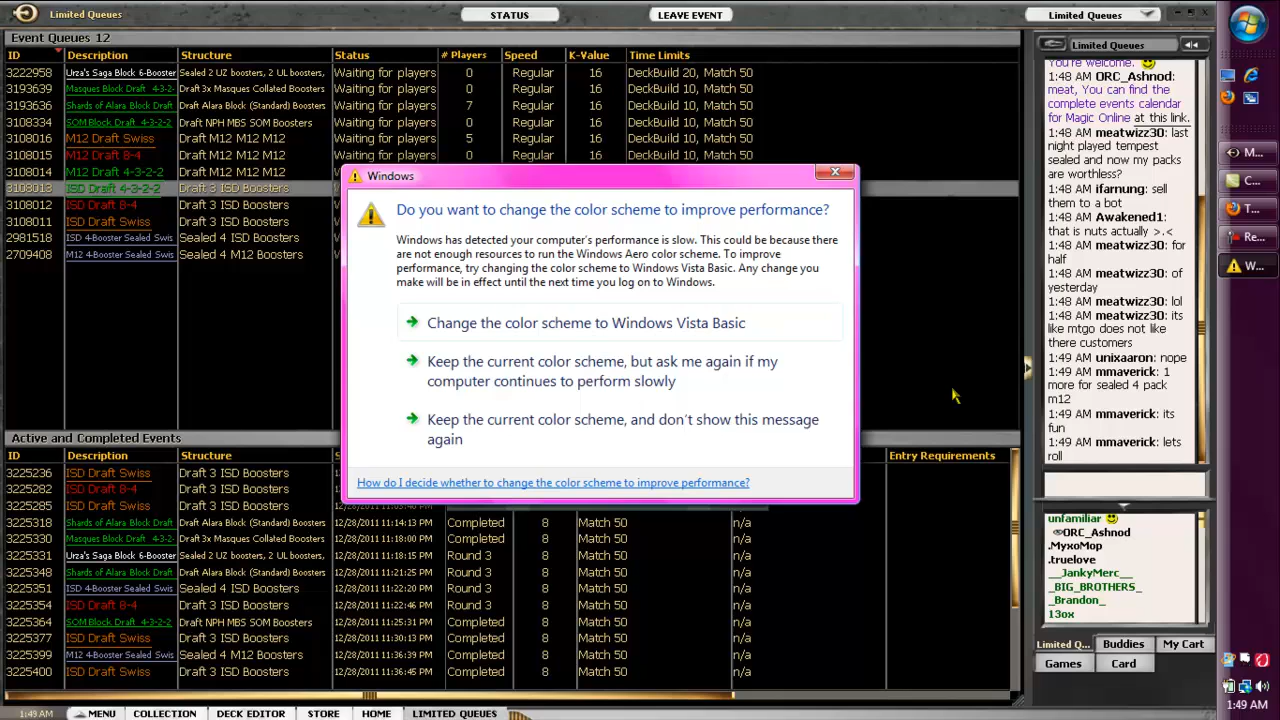 Limited Queues
STATUS
LEAVE EVENT
Limited Queues
Event Queues 12
ID Description Structure Status # Players Speed K-Value Time Limits
3222958 Urza's Saga Block 6-Booster Sealed 2 UZ boosters, 2 UL boosters, Waiting for players 0 Regular 16 DeckBuild 20, Match 50
3193639 Masques Block Draft 4-3-2- Draft 3x Masques Collated Boosters Waiting for players 0 Regular 16 DeckBuild 10, Match 50
3193636 Shards of Alara Block Draft Draft Alara Block (Standard) Boosters Waiting for players 7 Regular 16 DeckBuild 10, Match 50
3108334 SOM Block Draft 4-3-2-2 Draft NPH MBS SOM Boosters Waiting for players 0 Regular 16 DeckBuild 10, Match 50
3108016 M12 Draft Swiss Draft M12 M12 M12 Waiting for players 5 Regular 16 DeckBuild 10, Match 50
3108015 M12 Draft 8-4 Draft M12 M12 M12 Waiting for players 0 Regular 16 DeckBuild 10, Match 50
3108014 M12 Draft 4-3-2-2 Draft M12 M12 M12
3108013 ISD Draft 4-3-2-2 Draft 3 ISD Boosters
3108012 ISD Draft 8-4 Draft 3 ISD Boosters
3108011 ISD Draft Swiss Draft 3 ISD Boosters
2981518 ISD 4-Booster Sealed Swis Sealed 4 ISD Boosters
2709408 M12 4-Booster Sealed Swis Sealed 4 M12 Boosters
Windows
Do you want to change the color scheme to improve performance?
Windows has detected your computer's performance is slow. This could be because there
are not enough resources to run the Windows Aero color scheme. To improve
performance, try changing the color scheme to Windows Vista Basic. Any change you
make will be in effect until the next time you log on to Windows.
Change the color scheme to Windows Vista Basic
Keep the current color scheme, but ask me again if my
computer continues to perform slowly
Keep the current color scheme, and don't show this message
again
How do I decide whether to change the color scheme to improve performance?
Active and Completed Events
ID Description Structure Entry Requirements
3225236 ISD Draft Swiss Draft 3 ISD Boosters
3225282 ISD Draft 8-4 Draft 3 ISD Boosters
3225285 ISD Draft Swiss Draft 3 ISD Boosters
3225318 Shards of Alara Block Draft Draft Alara Block (Standard) Boosters 12/28/2011 11:14:13 PM Completed 8 Match 50 n/a
3225330 Masques Block Draft Draft 3x Masques Collated Boosters 12/28/2011 11:18:00 PM Completed 8 Match 50 n/a
3225331 Urza's Saga Block 6-Booster Sealed 2 UZ boosters, 2 UL boosters, 12/28/2011 11:18:15 PM Round 3 8 Match 50 n/a
3225348 Shards of Alara Block Draft Draft Alara Block (Standard) Boosters 12/28/2011 11:21:25 PM Round 3 8 Match 50 n/a
3225351 ISD 4-Booster Sealed Swis Sealed 4 ISD Boosters 12/28/2011 11:22:20 PM Round 3 8 Match 50 n/a
3225354 ISD Draft 8-4 Draft 3 ISD Boosters 12/28/2011 11:22:46 PM Round 3 8 Match 50 n/a
3225364 SOM Block Draft 4-3-2-2 Draft NPH MBS SOM Boosters 12/28/2011 11:25:31 PM Completed 8 Match 50 n/a
3225377 ISD Draft Swiss Draft 3 ISD Boosters 12/28/2011 11:30:13 PM Completed 8 Match 50 n/a
3225399 M12 4-Booster Sealed Swis Sealed 4 M12 Boosters 12/28/2011 11:36:39 PM Completed 8 Match 50 n/a
3225400 ISD Draft Swiss Draft 3 ISD Boosters 12/28/2011 11:36:45 PM Completed 8 Match 50 n/a
1:49 AM MENU COLLECTION DECK EDITOR STORE HOME LIMITED QUEUES
Limited Queues
You're welcome.
1:48 AM ORC_Ashnod:
meat, You can find the
complete events calendar
for Magic Online at this link.
1:48 AM meatwizz30: last
night played tempest
sealed and now my packs
are worthless?
1:48 AM ifarnung: sell
them to a bot
1:48 AM Awakened1:
that is nuts actually >.<
1:48 AM meatwizz30: for
half
1:48 AM meatwizz30: of
yesterday
1:48 AM meatwizz30: lol
1:48 AM meatwizz30: its
like mtgo does not like
there customers
1:49 AM unixaaron: nope
1:49 AM mmaverick: 1
more for sealed 4 pack
m12
1:49 AM mmaverick: its
fun
1:49 AM mmaverick: lets
roll
unfamiliar
ORC_Ashnod
.MyxoMop
.truelove
__JankyMerc__
_BIG_BROTHERS_
_Brandon_
13ox
Limited Q... Buddies My Cart
Games Card
M...
C...
T...
Re...
W...
1:49 AM